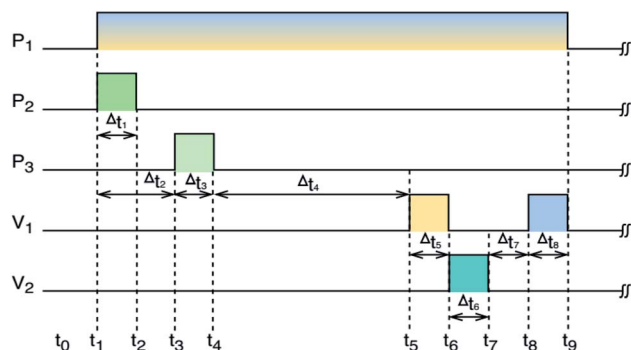 P₁
P₂
Δt₁
P₃
Δt₂ Δt₃ Δt₄
V₁
Δt₅ Δt₇ Δt₈
V₂
Δt₆
t₀ t₁ t₂ t₃ t₄ t₅ t₆ t₇ t₈ t₉